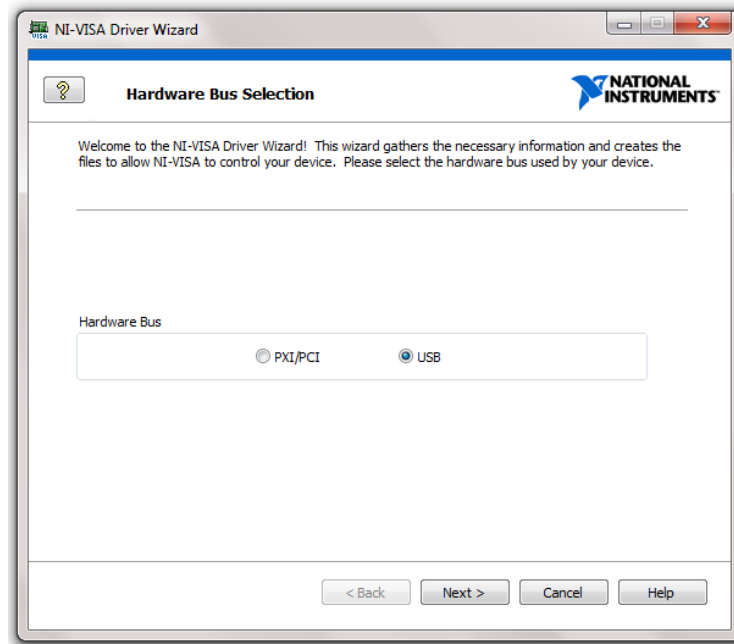 NI-VISA Driver Wizard
Hardware Bus Selection
NATIONAL
INSTRUMENTS
Welcome to the NI-VISA Driver Wizard! This wizard gathers the necessary information and creates the
files to allow NI-VISA to control your device. Please select the hardware bus used by your device.
Hardware Bus
PXI/PCI USB
< Back Next > Cancel Help